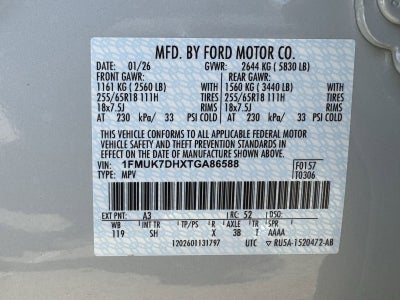 MFD. BY FORD MOTOR CO.
DATE: 01/26 GVWR: 2644 KG ( 5830 LB)
FRONT GAWR: REAR GAWR:
1161 KG ( 2560 LB) 1560 KG ( 3440 LB)
255/65R18 111H TIRES 255/65R18 111H
18x7.5J RIMS 18x7.5J
AT 230 kPa/ 33 PSI COLD AT 230 kPa/ 33 PSI COLD
THIS VEHICLE CONFORMS TO ALL APPLICABLE FEDERAL MOTOR
VEHICLE SAFETY AND THEFT PREVENTION STANDARDS IN EFFECT
ON THE DATE OF MANUFACTURE SHOWN ABOVE.
VIN: 1FMUK7DHXTGA86588 F0157
TYPE: MPV T0306
EXT PNT: A3 RC: 52 DSO:
WB BRK INT TR TP/PS R AXLE TR SPR
119 SH X 3B T AAAA
1202601131797 UTC ▽ RU5A-1520472-AB